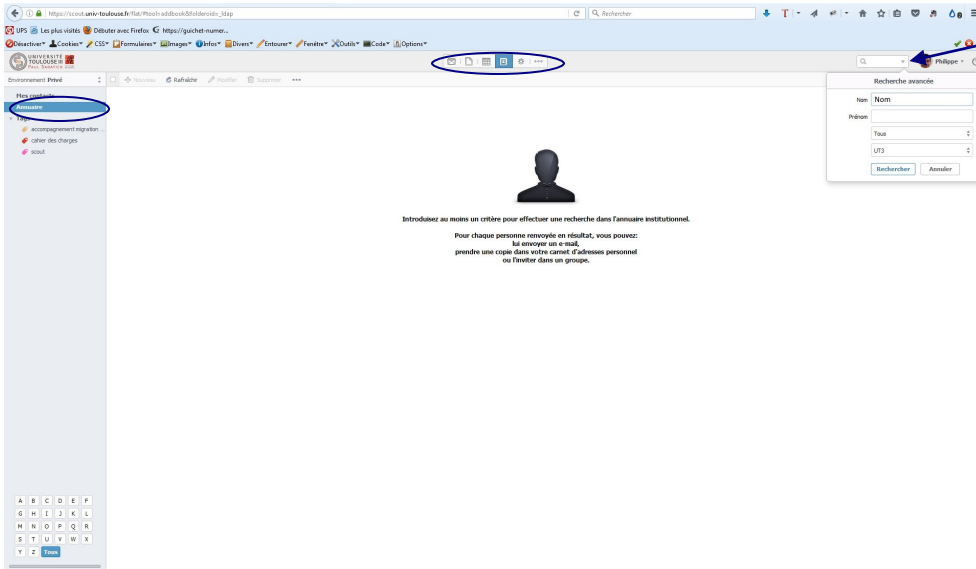 https://scout.univ-toulouse.fr/flat/#tool=addbook&folderoid=_ldap
Rechercher
UPS Les plus visités Débuter avec Firefox https://guichet-numer...
Désactiver Cookies CSS Formulaires Images Infos Divers Entourer Fenêtre Outils Code Options
UNIVERSITÉ
TOULOUSE III
PAUL SABATIER
Philippe
Environnement Privé
Nouveau Rafraîchir Modifier Supprimer •••
Recherche avancée
Mes contacts
Annuaire
Tags
accompagnement migration ...
cahier des charges
scout
Nom Nom
Prénom
Tous
UT3
Rechercher Annuler
Introduisez au moins un critère pour effectuer une recherche dans l'annuaire institutionnel.
Pour chaque personne renvoyée en résultat, vous pouvez:
lui envoyer un e-mail,
prendre une copie dans votre carnet d'adresses personnel
ou l'inviter dans un groupe.
A B C D E F
G H I J K L
M N O P Q R
S T U V W X
Y Z Tous